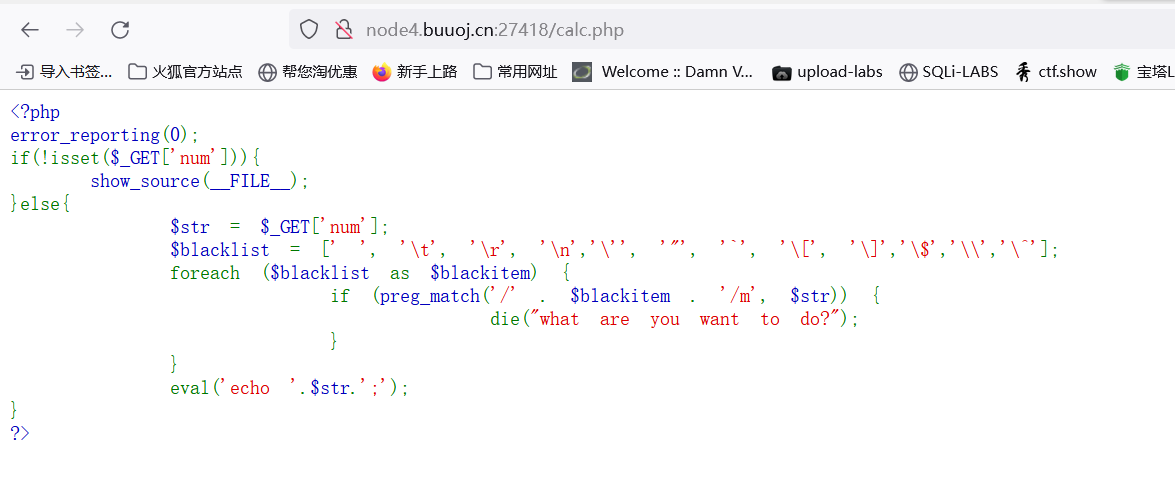 node4.buuoj.cn:27418/calc.php
导入书签... 火狐官方站点 帮您淘优惠 新手上路 常用网址 Welcome :: Damn V... upload-labs SQLi-LABS ctf.show 宝塔L
<?php
error_reporting(0);
if(!isset($_GET['num'])){
        show_source(__FILE__);
}else{
                $str = $_GET['num'];
                $blacklist = [' ', '\t', '\r', '\n','\'', '"', '`', '\[', '\]','\$','\\','\^'];
                foreach ($blacklist as $blackitem) {
                                if (preg_match('/' . $blackitem . '/m', $str)) {
                                                die("what are you want to do?");
                                }
                }
                eval('echo '.$str.';');
}
?>